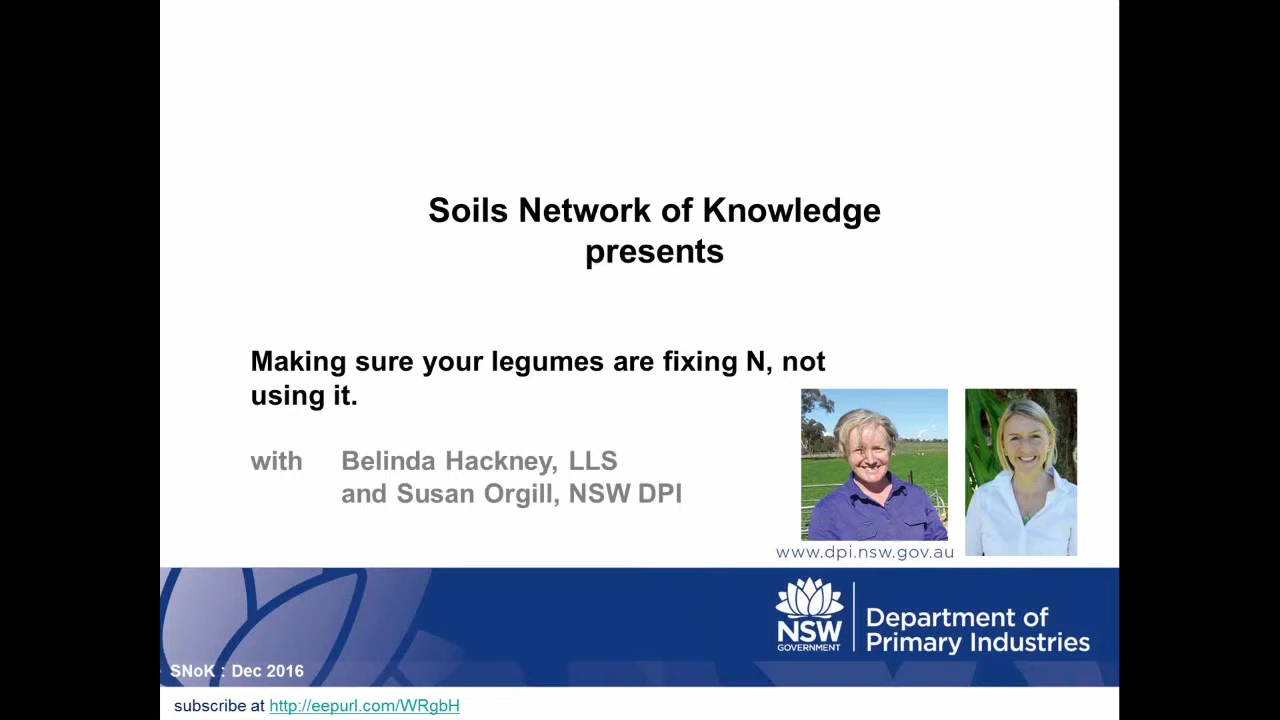 Soils Network of Knowledge
presents
Making sure your legumes are fixing N, not
using it.
with Belinda Hackney, LLS
and Susan Orgill, NSW DPI
www.dpi.nsw.gov.au
NSW
GOVERNMENT
Department of
Primary Industries
SNoK : Dec 2016
subscribe at http://eepurl.com/WRgbH